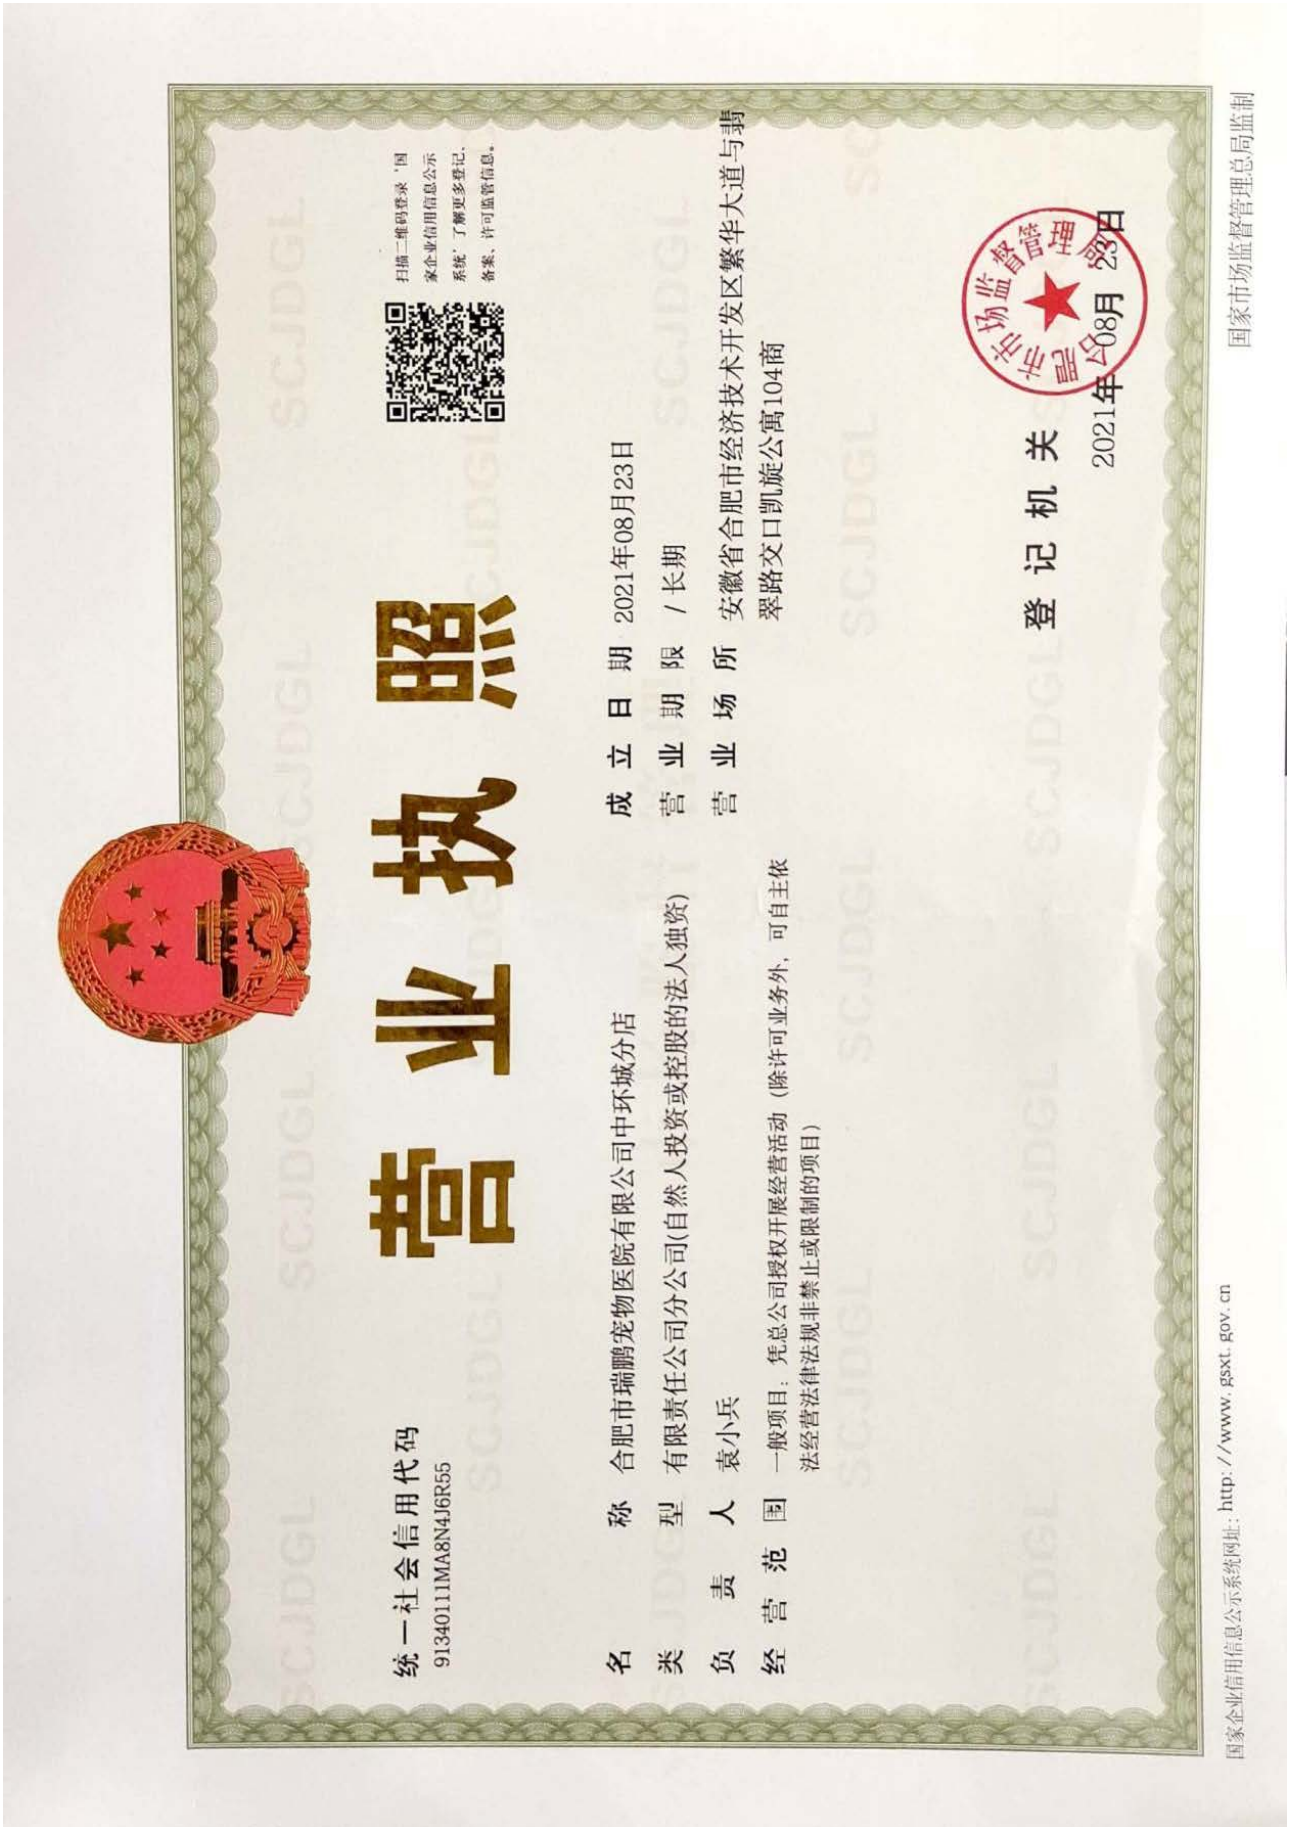 营业执照
统一社会信用代码
91340111MA8N4J6R55
扫描二维码登录‘国
家企业信用信息公示
系统’了解更多登记、
备案、许可监管信息。
名称 合肥市瑞鹏宠物医院有限公司中环城分店
类型 有限责任公司分公司(自然人投资或控股的法人独资)
负责人 袁小兵
经营范围 一般项目：凭总公司授权开展经营活动（除许可业务外，可自主依
法经营法律法规非禁止或限制的项目）
成立日期 2021年08月23日
营业期限 / 长期
营业场所 安徽省合肥市经济技术开发区繁华大道与翡
翠路交口凯旋公寓104商
登记机关
合肥市市场监督管理局
2021年08月23日
国家企业信用信息公示系统网址：http://www.gsxt.gov.cn
国家市场监督管理总局监制
SCJDGL